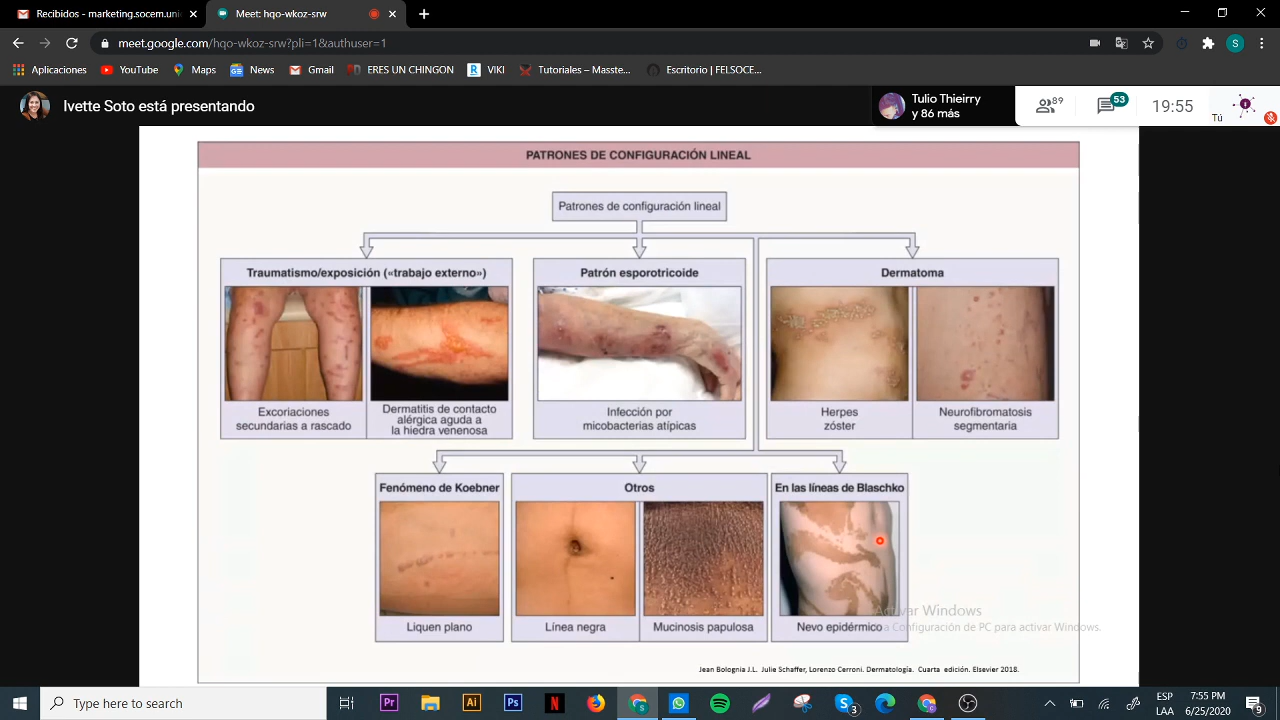 Recibidos - marketing.socem.unic
Meet: hqo-wkoz-srw
meet.google.com/hqo-wkoz-srw?pli=1&authuser=1
Aplicaciones
YouTube
Maps
News
Gmail
ERES UN CHINGON
VIKI
Tutoriales – Masste...
Escritorio | FELSOCE...
Ivette Soto está presentando
Tulio Thieirry
y 86 más
89
53
19:55
Tú
PATRONES DE CONFIGURACIÓN LINEAL
Patrones de configuración lineal
Traumatismo/exposición («trabajo externo»)
Excoriaciones
secundarias a rascado
Dermatitis de contacto
alérgica aguda a
la hiedra venenosa
Patrón esporotricoide
Infección por
micobacterias atípicas
Dermatoma
Herpes
zóster
Neurofibromatosis
segmentaria
Fenómeno de Koebner
Liquen plano
Otros
Línea negra
Mucinosis papulosa
En las líneas de Blaschko
Nevo epidérmico
Activar Windows
a Configuración de PC para activar Windows.
Jean Bolognia J.L. Julie Schaffer, Lorenzo Cerroni. Dermatología. Cuarta edición. Elsevier 2018.
Type here to search
ESP
LAA
7:55 PM
6/25/2020